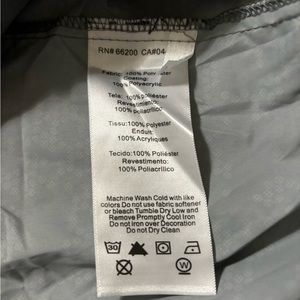 RN# 66200 CA#04
Fabric: 100% Polyester
Coating:
100% Polyacrylic
Tela: 100% poliéster
Revestimiento:
100% poliacrílico
Tissu:100% Polyester
Enduit:
100% Acryliques
Tecido:100% Poliéster
Revestimento:
100% Poliacrílico
Machine Wash Cold with like
colors Do not use fabric softener
or bleach Tumble Dry Low and
Remove Promptly Cool Iron
Do not iron over Decoration
Do not Dry Clean
30
W